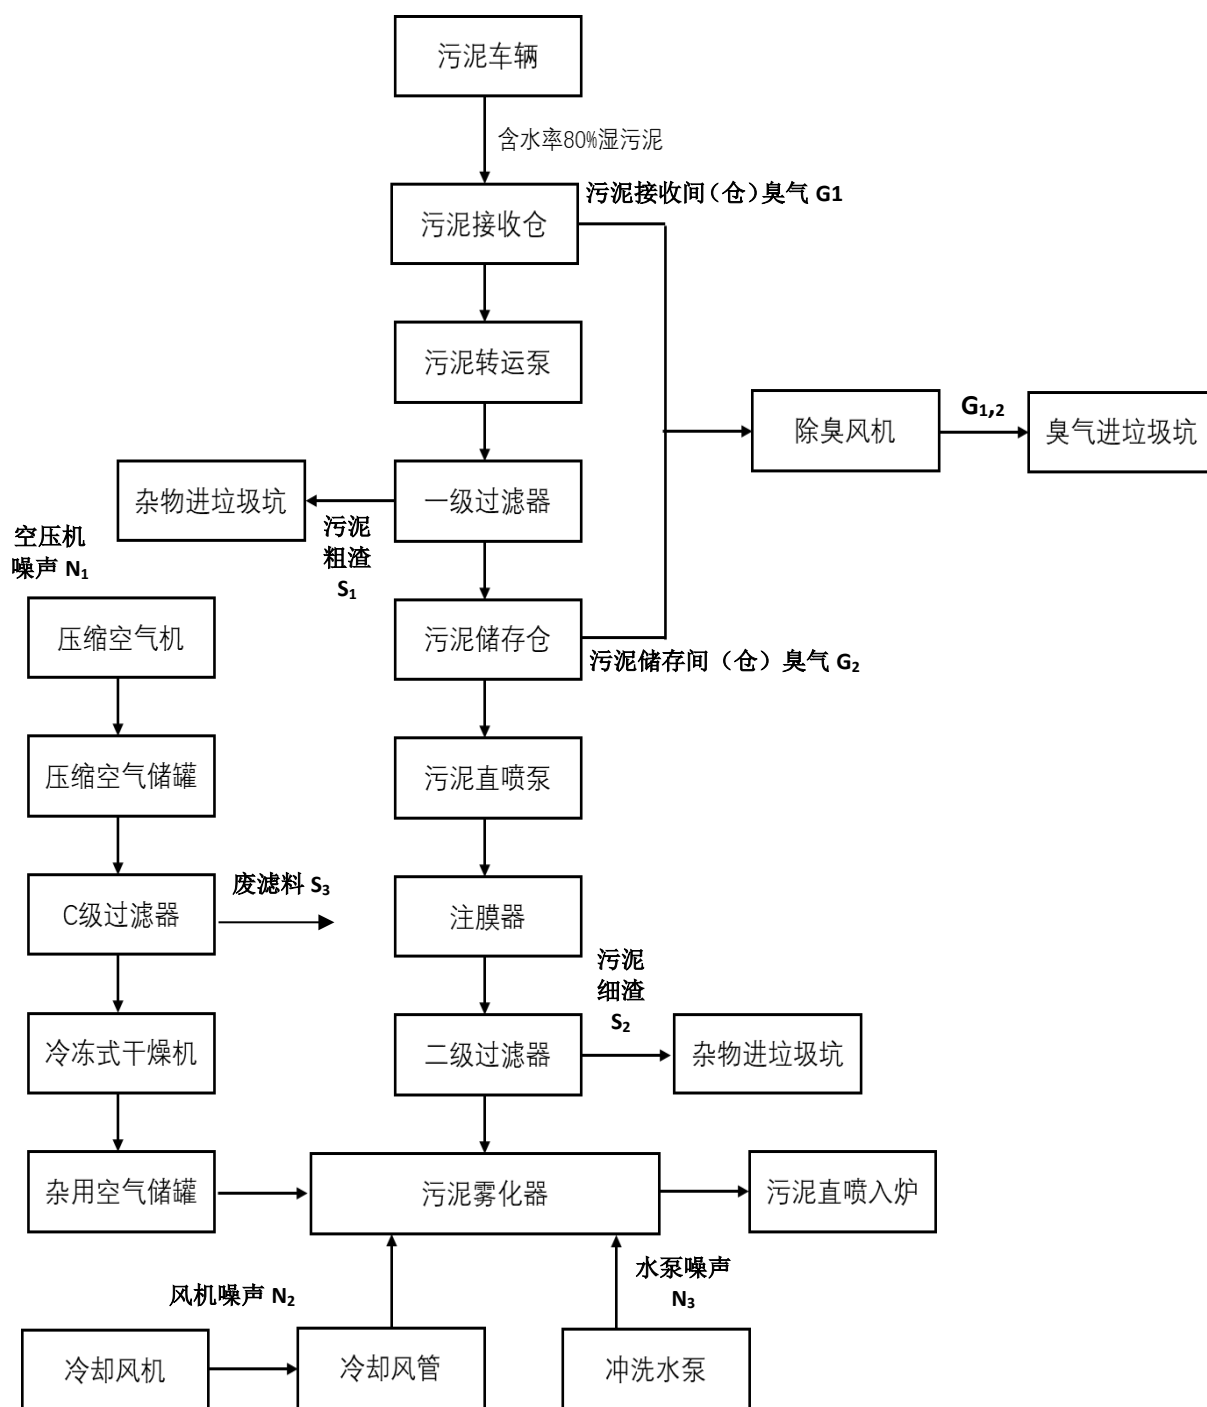 污泥车辆
含水率80%湿污泥
污泥接收间（仓）臭气 G1
污泥接收仓
污泥转运泵
除臭风机
G₁,₂
臭气进垃圾坑
杂物进垃圾坑
一级过滤器
污泥
粗渣
S₁
空压机
噪声 N₁
压缩空气机
污泥储存仓
污泥储存间（仓）臭气 G₂
压缩空气储罐
污泥直喷泵
C级过滤器
废滤料 S₃
注膜器
污泥
细渣
S₂
冷冻式干燥机
二级过滤器
杂物进垃圾坑
杂用空气储罐
污泥雾化器
污泥直喷入炉
风机噪声 N₂
水泵噪声
N₃
冷却风机
冷却风管
冲洗水泵